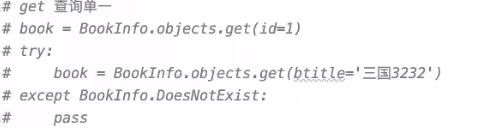 # get 查询单一
# book = BookInfo.objects.get(id=1)
# try:
#     book = BookInfo.objects.get(btitle='三国3232')
# except BookInfo.DoesNotExist:
#     pass